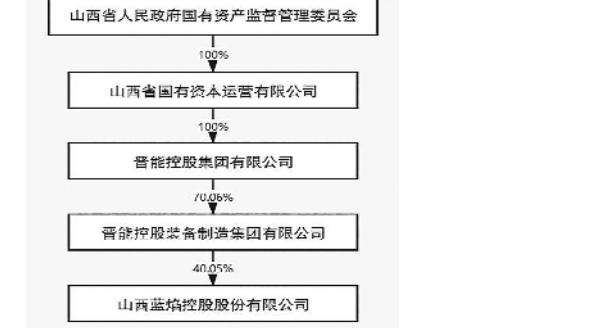 山西省人民政府国有资产监督管理委员会
100%
山西省国有资本运营有限公司
100%
晋能控股集团有限公司
70.06%
晋能控股装备制造集团有限公司
40.05%
山西蓝焰控股股份有限公司